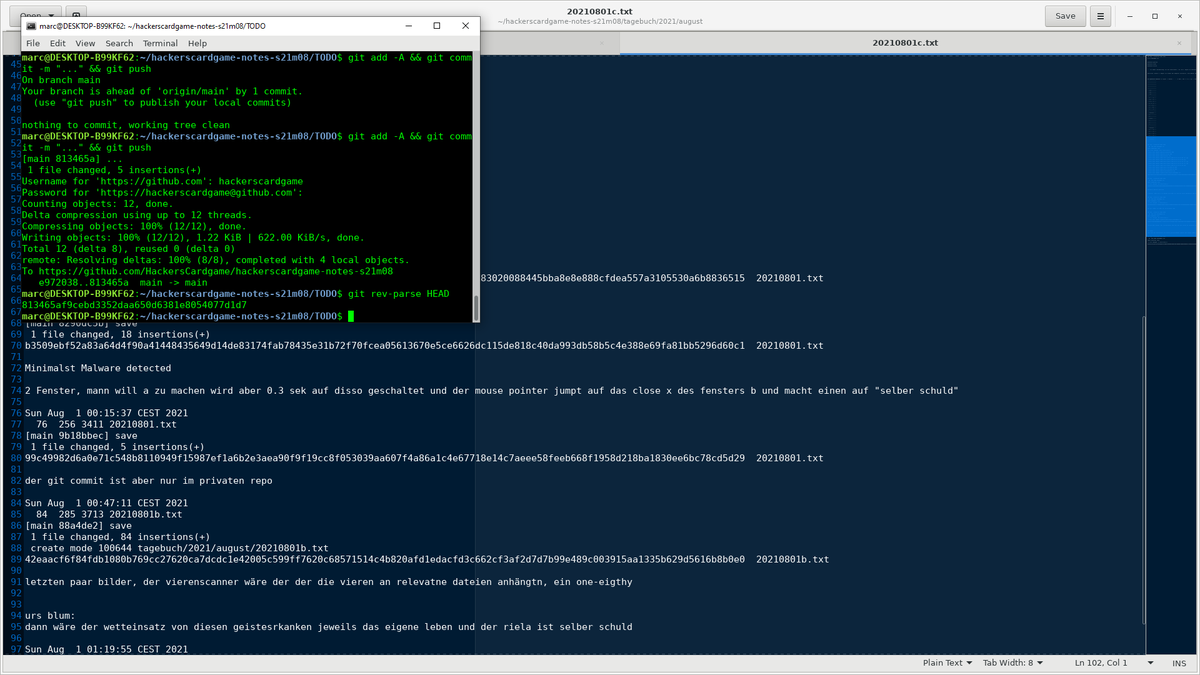 Open
20210801c.txt
~/hackerscardgame-notes-s21m08/tagebuch/2021/august
Save
marc@DESKTOP-B99KF62: ~/hackerscardgame-notes-s21m08/TODO
File Edit View Search Terminal Help
20210801c.txt
marc@DESKTOP-B99KF62:~/hackerscardgame-notes-s21m08/TODO$ git add -A && git comm
it -m "..." && git push
On branch main
Your branch is ahead of 'origin/main' by 1 commit.
(use "git push" to publish your local commits)
nothing to commit, working tree clean
marc@DESKTOP-B99KF62:~/hackerscardgame-notes-s21m08/TODO$ git add -A && git comm
it -m "..." && git push
[main 813465a] ...
1 file changed, 5 insertions(+)
Username for 'https://github.com': hackerscardgame
Password for 'https://hackerscardgame@github.com':
Counting objects: 12, done.
Delta compression using up to 12 threads.
Compressing objects: 100% (12/12), done.
Writing objects: 100% (12/12), 1.22 KiB | 622.00 KiB/s, done.
Total 12 (delta 8), reused 0 (delta 0)
remote: Resolving deltas: 100% (8/8), completed with 4 local objects.
To https://github.com/HackersCardgame/hackerscardgame-notes-s21m08
e972038..813465a main -> main
marc@DESKTOP-B99KF62:~/hackerscardgame-notes-s21m08/TODO$ git rev-parse HEAD
813465af9cebd3352daa650d6381e8054077d1d7
marc@DESKTOP-B99KF62:~/hackerscardgame-notes-s21m08/TODO$
83020088445bba8e8e888cfdea557a3105530a6b8836515 20210801.txt
68 [main 8290dc5b] save
69 1 file changed, 18 insertions(+)
70 b3509ebf52a83a64d4f90a41448435649d14de83174fab78435e31b72f70fcea05613670e5ce6626dc115de818c40da993db58b5c4e388e69fa81bb5296d60c1 20210801.txt
71
72 Minimalst Malware detected
73
74 2 Fenster, mann will a zu machen wird aber 0.3 sek auf disso geschaltet und der mouse pointer jumpt auf das close x des fensters b und macht einen auf "selber schuld"
75
76 Sun Aug 1 00:15:37 CEST 2021
77 76 256 3411 20210801.txt
78 [main 9b18bbec] save
79 1 file changed, 5 insertions(+)
80 99c49982d6a0e71c548b8110949f15987ef1a6b2e3aea90f9f19cc8f053039aa607f4a86a1c4e67718e14c7aeee58feeb668f1958d218ba1830ee6bc78cd5d29 20210801.txt
81
82 der git commit ist aber nur im privaten repo
83
84 Sun Aug 1 00:47:11 CEST 2021
85 84 285 3713 20210801b.txt
86 [main 88a4de2] save
87 1 file changed, 84 insertions(+)
88 create mode 100644 tagebuch/2021/august/20210801b.txt
89 42eaacf6f84fdb1080b769cc27620ca7dcdc1e42005c599ff7620c68571514c4b820afd1edacfd3c662cf3af2d7d7b99e489c003915aa1335b629d5616b8b0e0 20210801b.txt
90
91 letzten paar bilder, der vierenscanner wäre der der die vieren an relevatne dateien anhängtn, ein one-eigthy
92
93
94 urs blum:
95 dann wäre der wetteinsatz von diesen geistesrkanken jeweils das eigene leben und der riela ist selber schuld
96
97 Sun Aug 1 01:19:55 CEST 2021
Plain Text Tab Width: 8 Ln 102, Col 1 INS